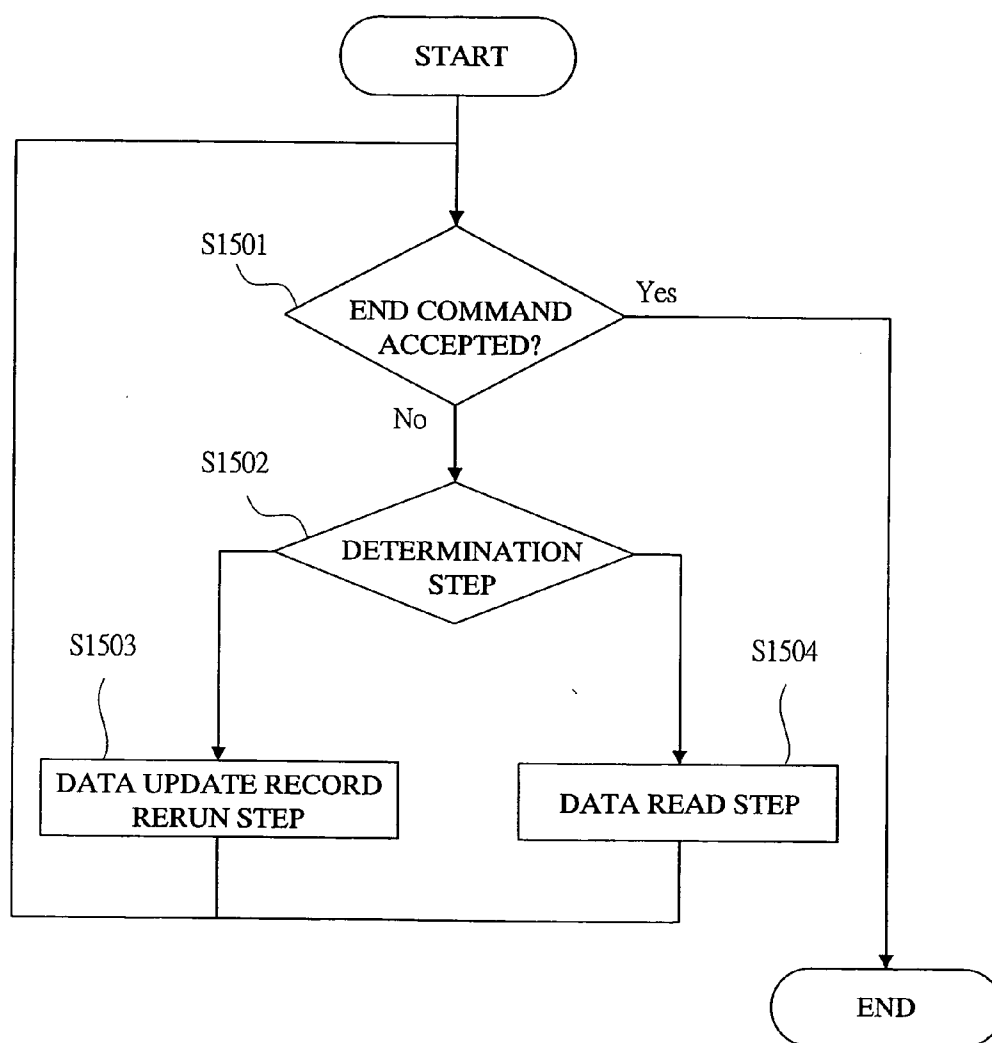 START
S1501
Yes
END COMMAND
ACCEPTED?
No
S1502
DETERMINATION
STEP
S1503
S1504
DATA UPDATE RECORD
RERUN STEP
DATA READ STEP
END